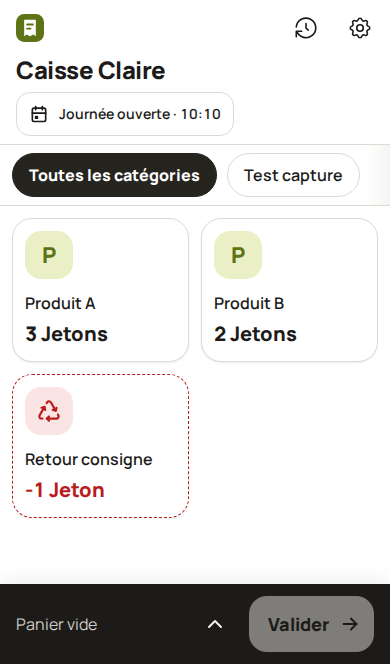 Caisse Claire
Journée ouverte · 10:10
Toutes les catégories
Test capture
P
Produit A
3 Jetons
P
Produit B
2 Jetons
Retour consigne
-1 Jeton
Panier vide
Valider